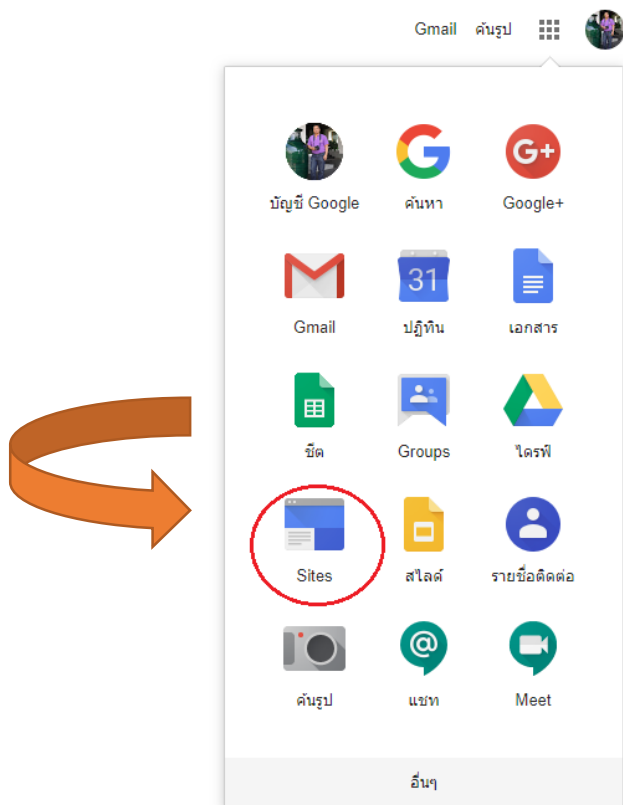 Gmail ค้นรูป
บัญชี Google ค้นหา Google+
G+
31
Gmail ปฏิทิน เอกสาร
ชีต Groups ไดรฟ์
Sites สไลด์ รายชื่อติดต่อ
@
ค้นรูป แชท Meet
อื่นๆ